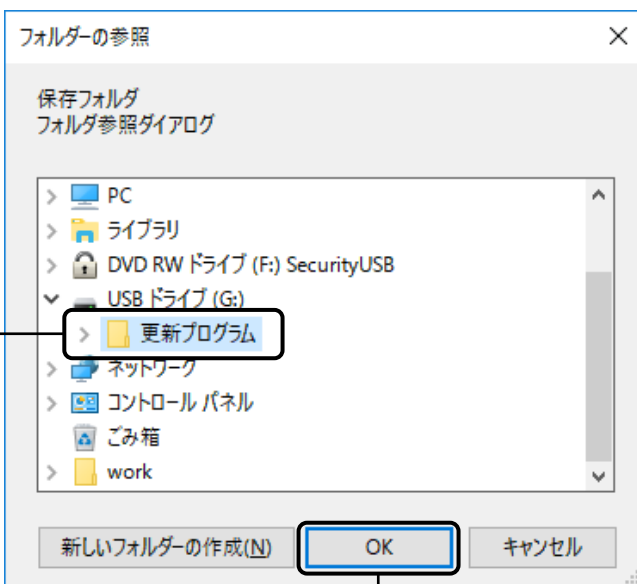 フォルダーの参照
保存フォルダ
フォルダ参照ダイアログ
PC
ライブラリ
DVD RW ドライブ (F:) SecurityUSB
USB ドライブ (G:)
更新プログラム
ネットワーク
コントロール パネル
ごみ箱
work
新しいフォルダーの作成(N) OK キャンセル